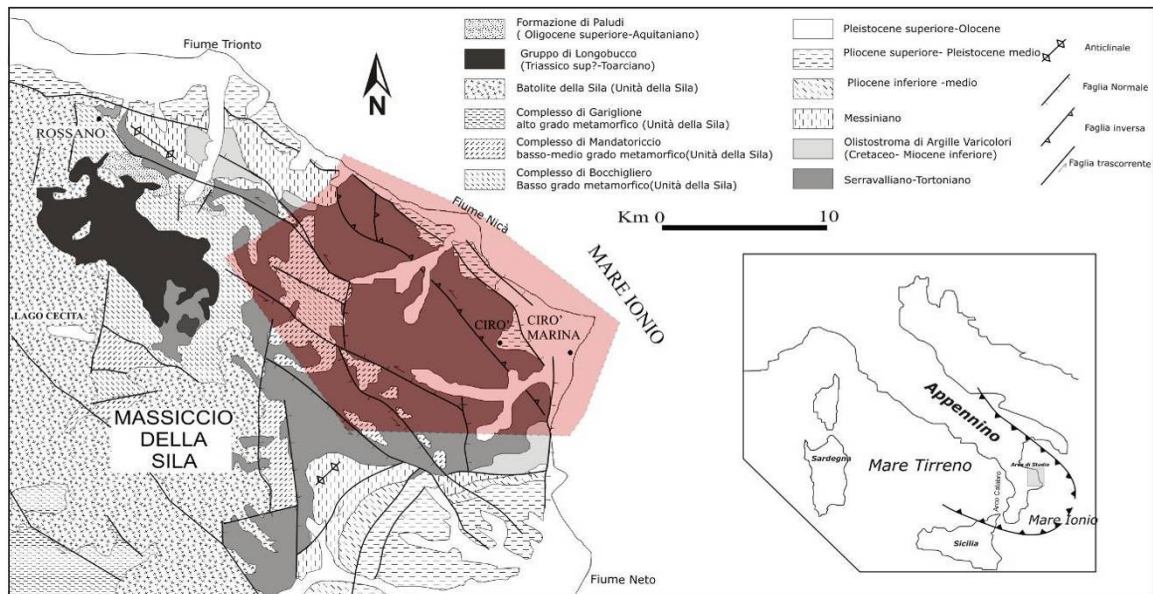 Fiume Trionto
ROSSANO
N
LAGO CECITA
MASSICCIO
DELLA
SILA
Fiume Nicà
CIRO'
CIRO'
MARINA
MARE IONIO
Fiume Neto
Formazione di Paludi
( Oligocene superiore-Aquitaniano)
Gruppo di Longobucco
(Triassico sup?-Toarciano)
Batolite della Sila (Unità della Sila)
Complesso di Gariglione
alto grado metamorfico (Unità della Sila)
Complesso di Mandatoriccio
basso-medio grado metamorfico(Unità della Sila)
Complesso di Bocchigliero
Basso grado metamorfico(Unità della Sila)
Pleistocene superiore-Olocene
Pliocene superiore- Pleistocene medio
Pliocene inferiore -medio
Messiniano
Olistostroma di Argille Varicolori
(Cretaceo- Miocene inferiore)
Serravalliano-Tortoniano
Anticlinale
Faglia Normale
Faglia inversa
Faglia trascorrente
Km 0 10
Appennino
Sardegna
Mare Tirreno
Area di Studio
Arco Calabro
Mare Ionio
Sicilia